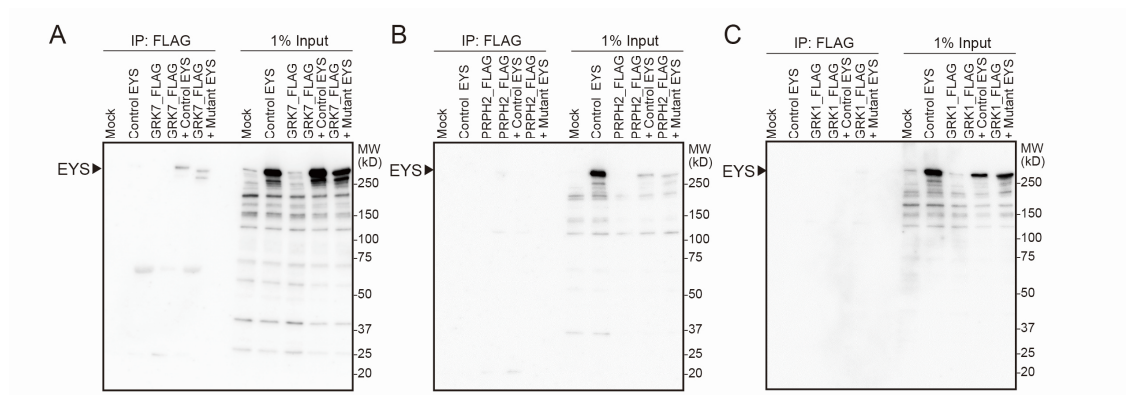 A
IP: FLAG
1% Input
Mock
Control EYS
GRK7_FLAG
GRK7_FLAG
+ Control EYS
GRK7_FLAG
+ Mutant EYS
Mock
Control EYS
GRK7_FLAG
GRK7_FLAG
+ Control EYS
GRK7_FLAG
+ Mutant EYS
MW
(kD)
EYS
250
150
100
75
50
37
25
20
B
IP: FLAG
1% Input
Mock
Control EYS
PRPH2_FLAG
PRPH2_FLAG
+ Control EYS
PRPH2_FLAG
+ Mutant EYS
Mock
Control EYS
PRPH2_FLAG
PRPH2_FLAG
+ Control EYS
PRPH2_FLAG
+ Mutant EYS
MW
(kD)
EYS
250
150
100
75
50
37
25
20
C
IP: FLAG
1% Input
Mock
Control EYS
GRK1_FLAG
GRK1_FLAG
+ Control EYS
GRK1_FLAG
+ Mutant EYS
Mock
Control EYS
GRK1_FLAG
GRK1_FLAG
+ Control EYS
GRK1_FLAG
+ Mutant EYS
MW
(kD)
EYS
250
150
100
75
50
37
25
20